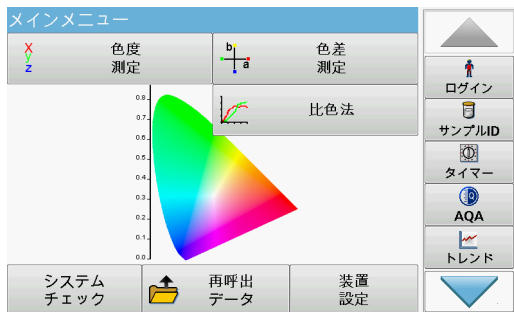 メインメニュー
X
y
z
色度
測定
b
a
色差
測定
比色法
0.8
0.7
0.6
0.5
0.4
0.3
0.2
0.1
0.0
システム
チェック
再呼出
データ
装置
設定
ログイン
サンプルID
タイマー
AQA
トレンド